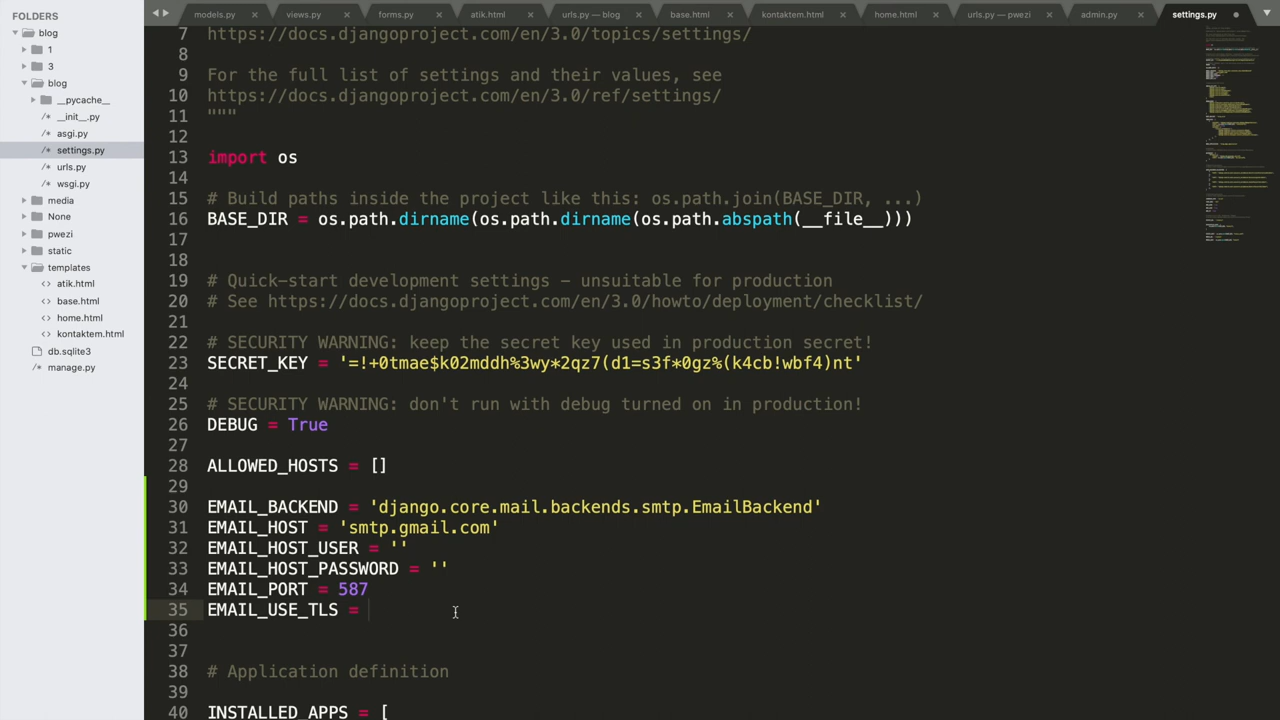 FOLDERS
blog
1
3
blog
__pycache__
__init__.py
asgi.py
settings.py
urls.py
wsgi.py
media
None
pwezi
static
templates
atik.html
base.html
home.html
kontaktem.html
db.sqlite3
manage.py
models.py views.py forms.py atik.html urls.py — blog base.html kontaktem.html home.html urls.py — pwezi admin.py settings.py
7 https://docs.djangoproject.com/en/3.0/topics/settings/
8
9 For the full list of settings and their values, see
10 https://docs.djangoproject.com/en/3.0/ref/settings/
11 """
12
13 import os
14
15 # Build paths inside the project like this: os.path.join(BASE_DIR, ...)
16 BASE_DIR = os.path.dirname(os.path.dirname(os.path.abspath(__file__)))
17
18
19 # Quick-start development settings - unsuitable for production
20 # See https://docs.djangoproject.com/en/3.0/howto/deployment/checklist/
21
22 # SECURITY WARNING: keep the secret key used in production secret!
23 SECRET_KEY = '=!+0tmae$k02mddh%3wy*2qz7(d1=s3f*0gz%(k4cb!wbf4)nt'
24
25 # SECURITY WARNING: don't run with debug turned on in production!
26 DEBUG = True
27
28 ALLOWED_HOSTS = []
29
30 EMAIL_BACKEND = 'django.core.mail.backends.smtp.EmailBackend'
31 EMAIL_HOST = 'smtp.gmail.com'
32 EMAIL_HOST_USER = ''
33 EMAIL_HOST_PASSWORD = ''
34 EMAIL_PORT = 587
35 EMAIL_USE_TLS =
36
37
38 # Application definition
39
40 INSTALLED_APPS = [